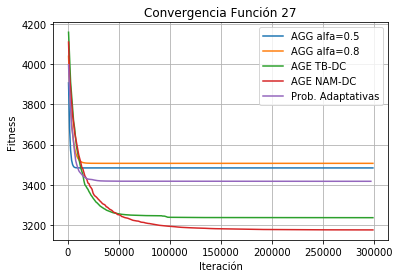 Convergencia Función 27
4200
4000
3800
3600
3400
3200
Fitness
AGG alfa=0.5
AGG alfa=0.8
AGE TB-DC
AGE NAM-DC
Prob. Adaptativas
0 50000 100000 150000 200000 250000 300000
Iteración